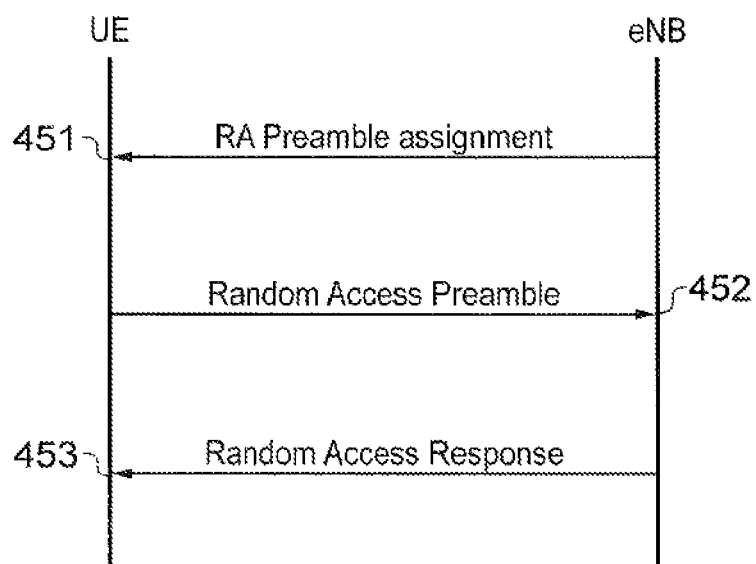 UE
eNB
451
RA Preamble assignment
Random Access Preamble
452
453
Random Access Response